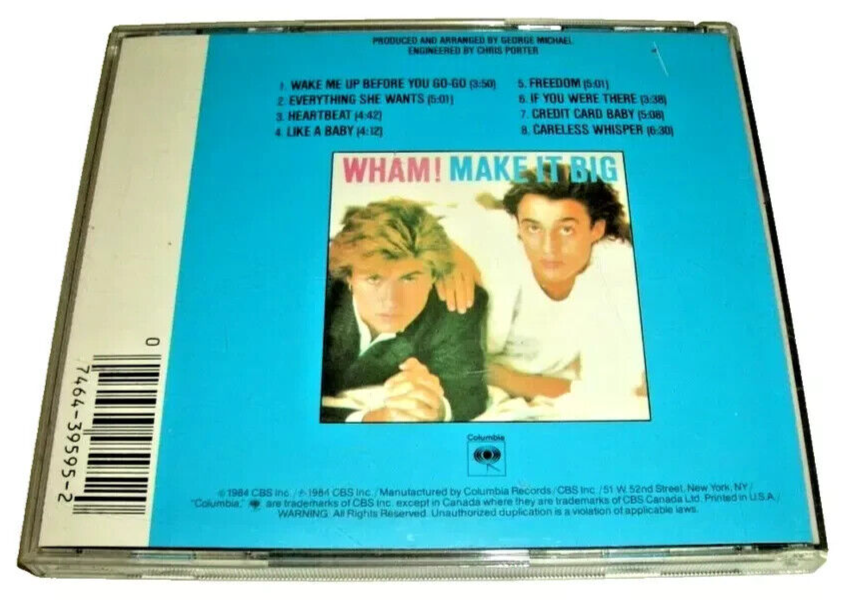 PRODUCED AND ARRANGED BY GEORGE MICHAEL
ENGINEERED BY CHRIS PORTER
1. WAKE ME UP BEFORE YOU GO-GO (3:50)
2. EVERYTHING SHE WANTS (5:01)
3. HEARTBEAT (4:42)
4. LIKE A BABY (4:12)
5. FREEDOM (5:01)
6. IF YOU WERE THERE (3:38)
7. CREDIT CARD BABY (5:08)
8. CARELESS WHISPER (6:30)
WHAM! MAKE IT BIG
Columbia
© 1984 CBS Inc. / ℗ 1984 CBS Inc. / Manufactured by Columbia Records / CBS Inc. / 51 W. 52nd Street, New York, NY /
"Columbia," are trademarks of CBS Inc. except in Canada where they are trademarks of CBS Canada Ltd. Printed in U.S.A. /
WARNING: All Rights Reserved. Unauthorized duplication is a violation of applicable laws.
0 7464-39595-2